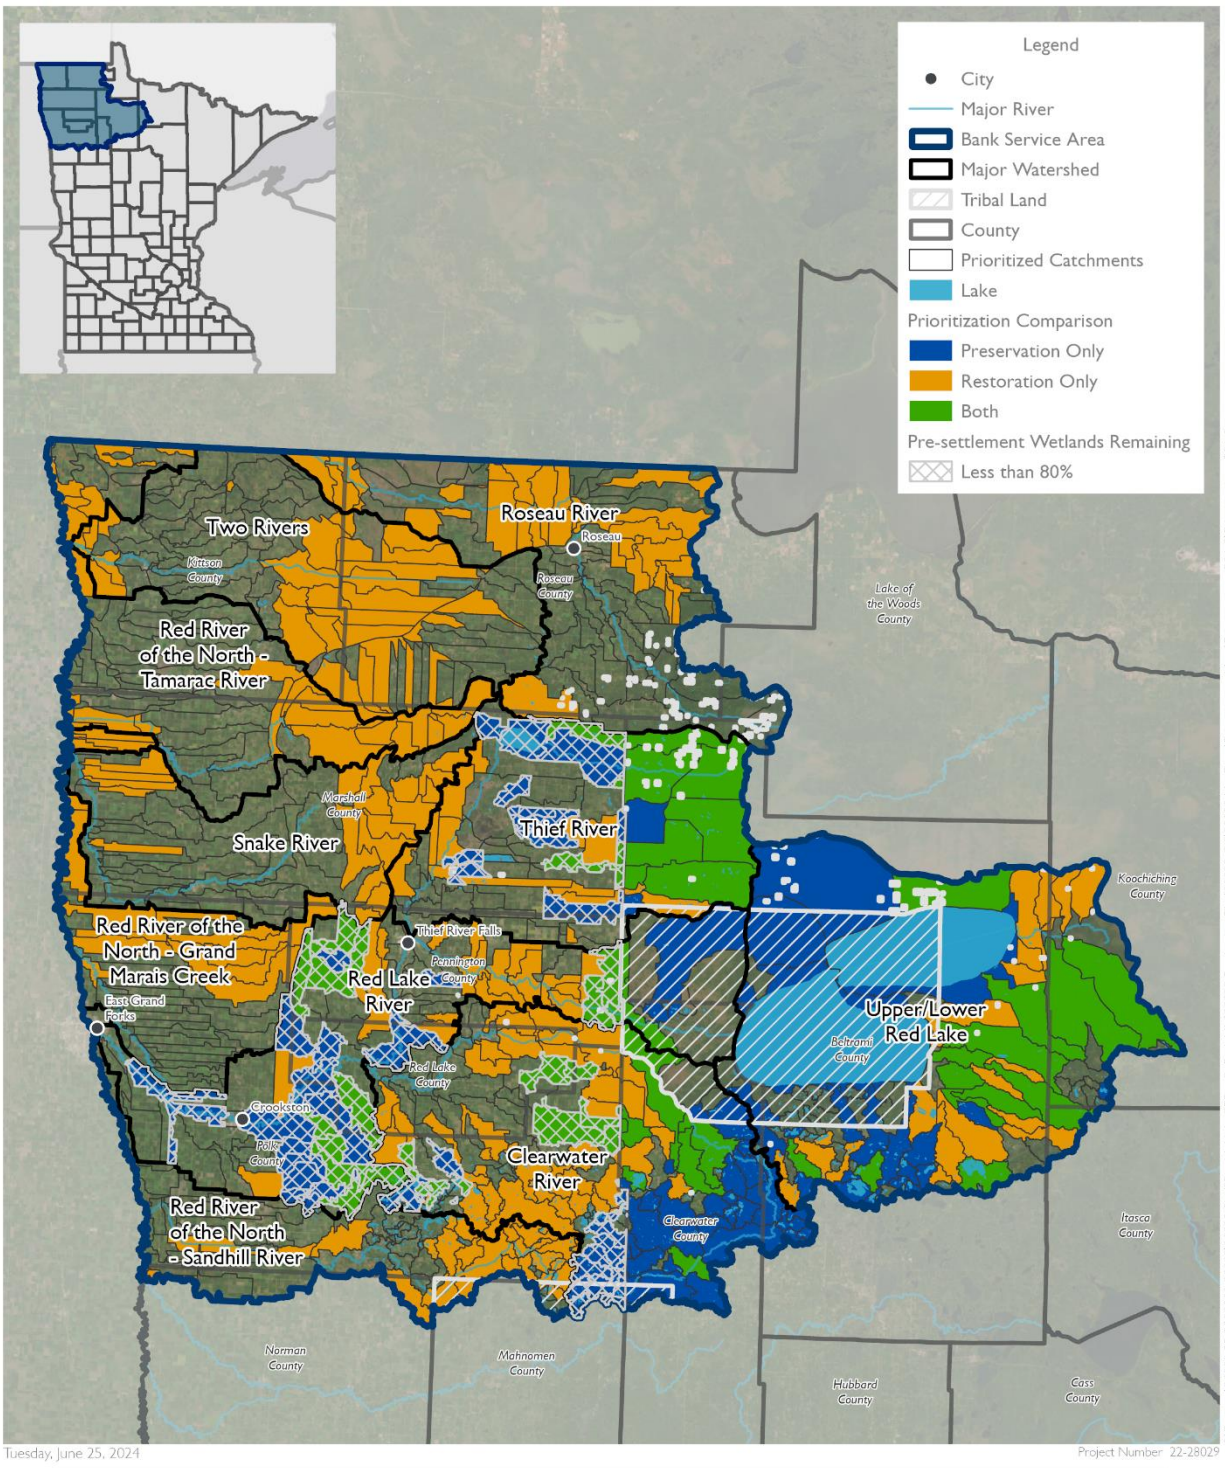 Legend
City
Major River
Bank Service Area
Major Watershed
Tribal Land
County
Prioritized Catchments
Lake
Prioritization Comparison
Preservation Only
Restoration Only
Both
Pre-settlement Wetlands Remaining
Less than 80%
Two Rivers
Roseau River
Roseau
Kittson
County
Roseau
County
Lake of
the Woods
County
Red River
of the North -
Tamarac River
Marshall
County
Thief River
Snake River
Koochiching
County
Red River of the
North - Grand
Marais Creek
Thief River Falls
Pennington
County
Red Lake
River
East Grand
Forks
Upper/Lower
Red Lake
Beltrami
County
Red Lake
County
Crookston
Polk
County
Clearwater
River
Red River
of the North
- Sandhill River
Clearwater
County
Itasca
County
Norman
County
Mahnomen
County
Hubbard
County
Cass
County
Tuesday, June 25, 2024
Project Number 22-28029